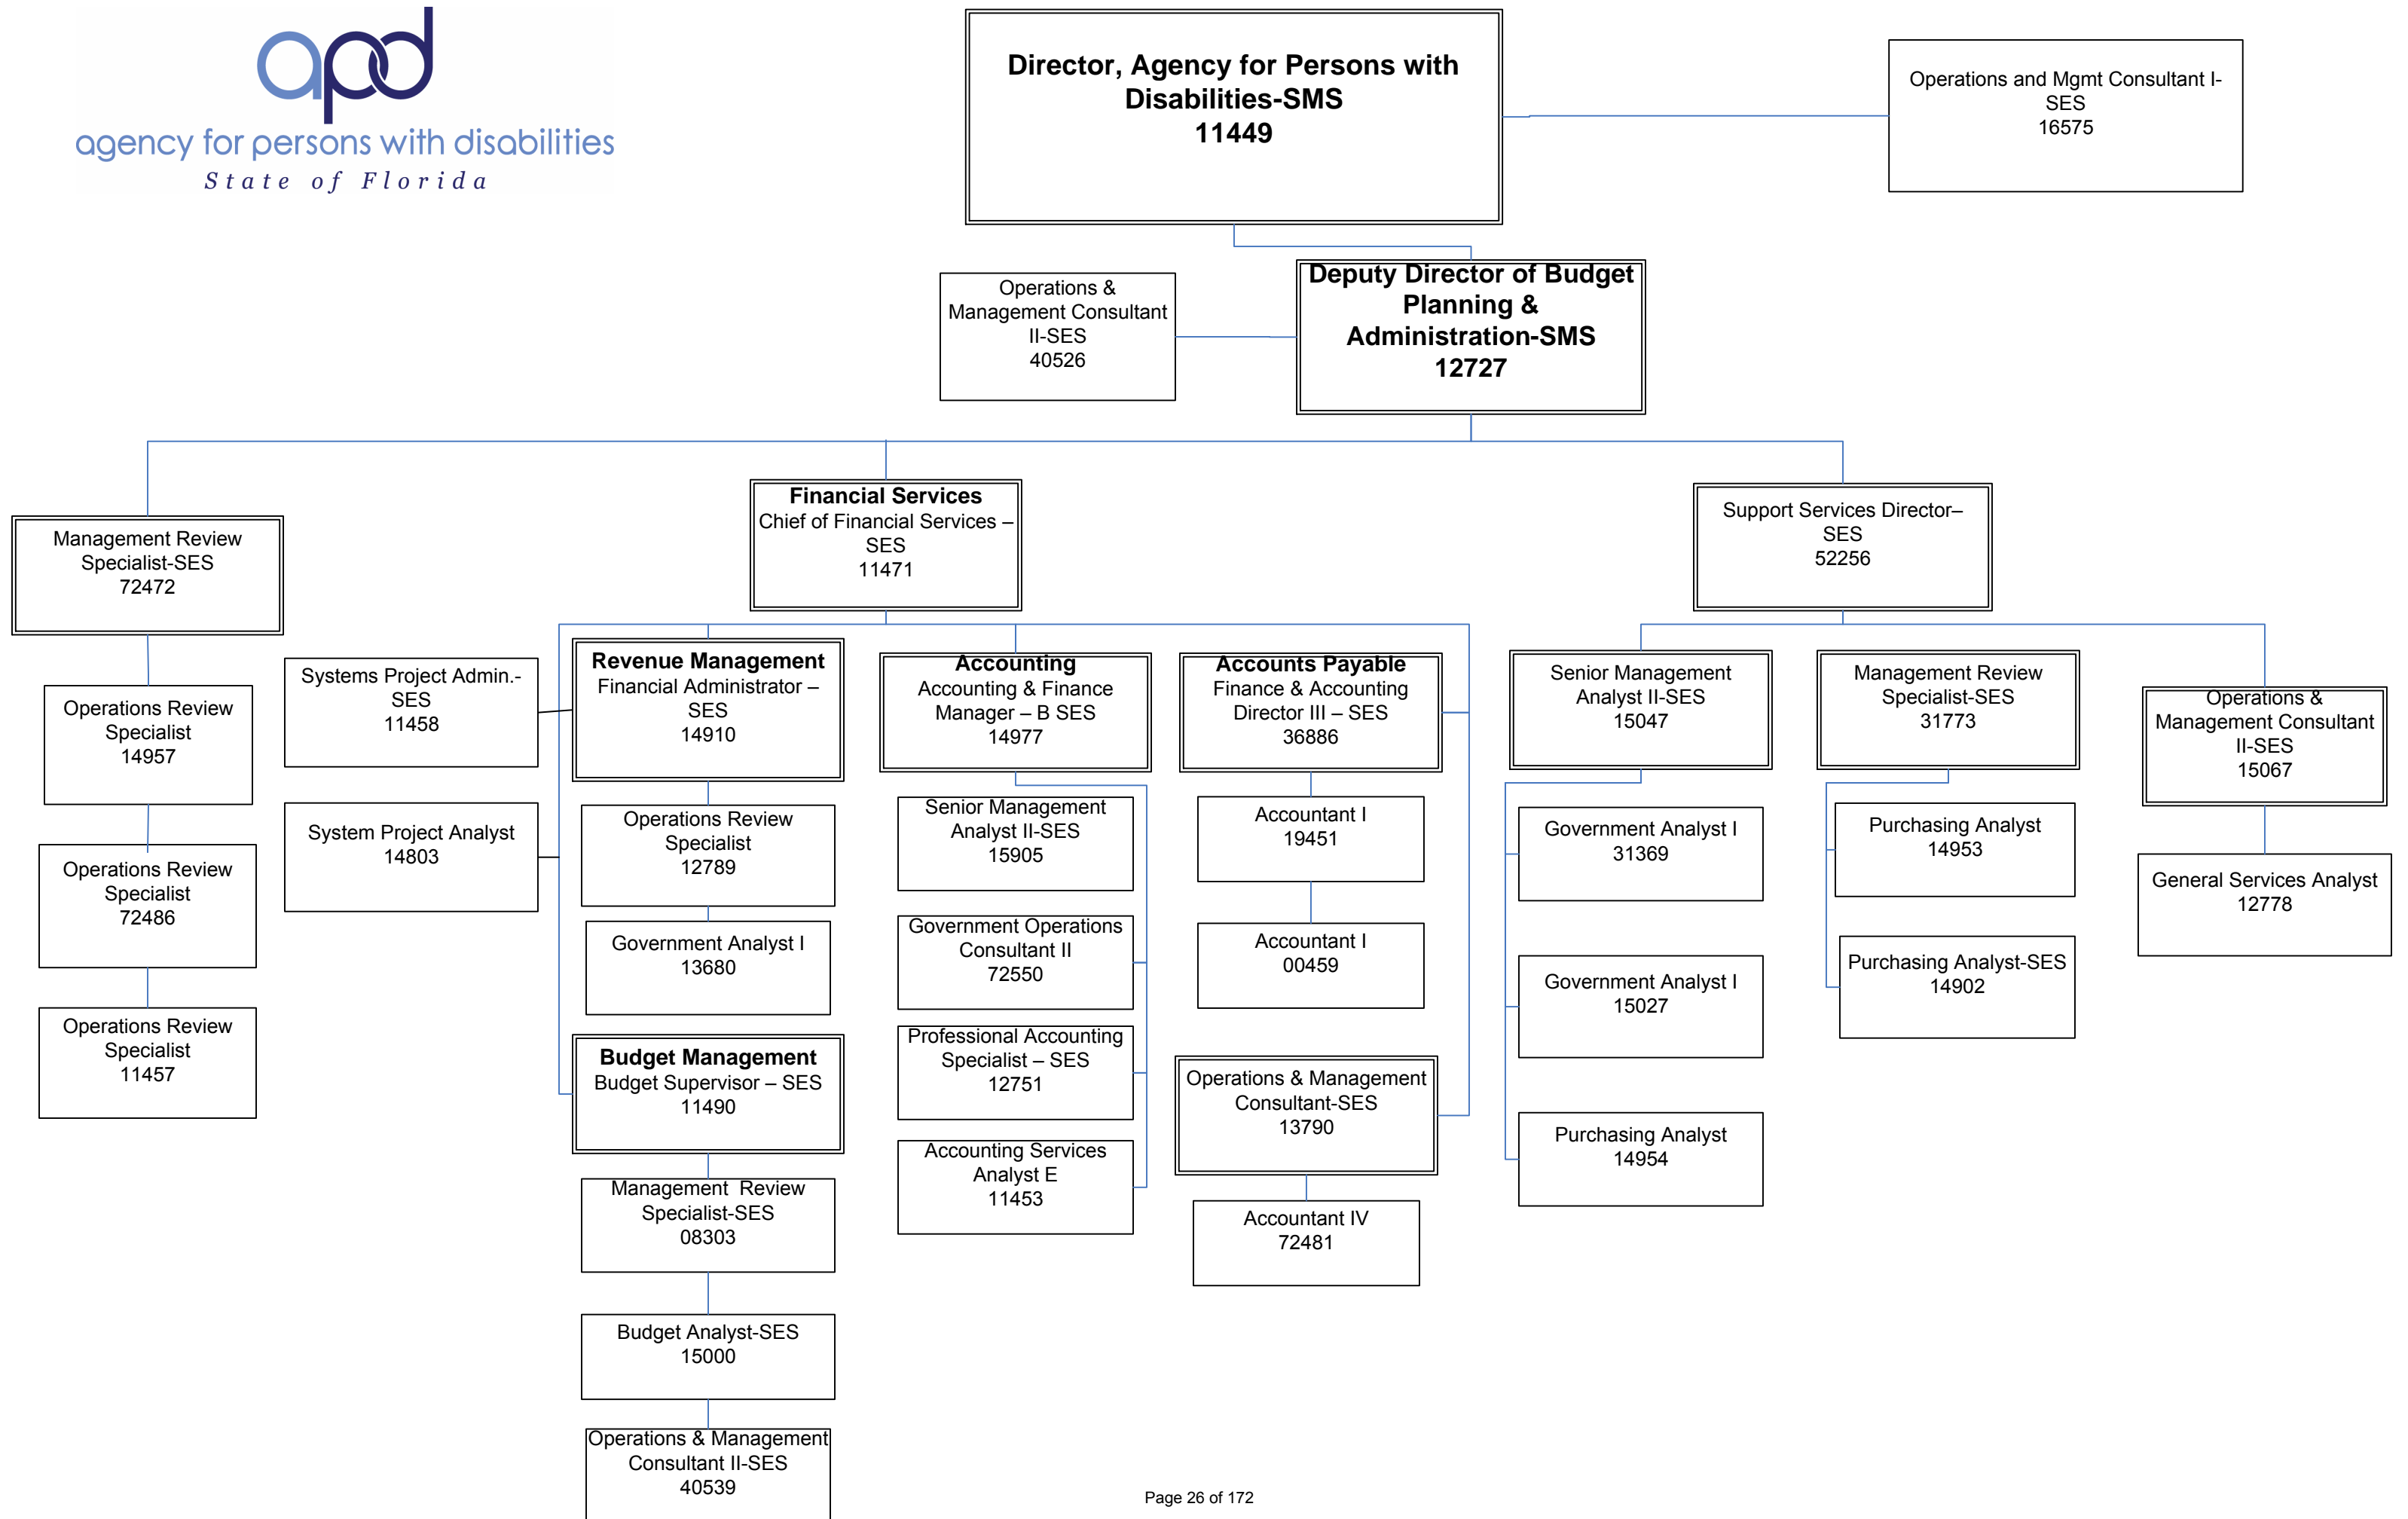 apd
agency for persons with disabilities
State of Florida
Director, Agency for Persons with
Disabilities-SMS
11449
Operations and Mgmt Consultant I-
SES
16575
Operations &
Management Consultant
II-SES
40526
Deputy Director of Budget
Planning &
Administration-SMS
12727
Management Review
Specialist-SES
72472
Operations Review
Specialist
14957
Operations Review
Specialist
72486
Operations Review
Specialist
11457
Financial Services
Chief of Financial Services –
SES
11471
Systems Project Admin.-
SES
11458
System Project Analyst
14803
Revenue Management
Financial Administrator –
SES
14910
Operations Review
Specialist
12789
Government Analyst I
13680
Budget Management
Budget Supervisor – SES
11490
Management  Review
Specialist-SES
08303
Budget Analyst-SES
15000
Operations & Management
Consultant II-SES
40539
Accounting
Accounting & Finance
Manager – B SES
14977
Senior Management
Analyst II-SES
15905
Government Operations
Consultant II
72550
Professional Accounting
Specialist – SES
12751
Accounting Services
Analyst E
11453
Accounts Payable
Finance & Accounting
Director III – SES
36886
Accountant I
19451
Accountant I
00459
Operations & Management
Consultant-SES
13790
Accountant IV
72481
Support Services Director–
SES
52256
Senior Management
Analyst II-SES
15047
Government Analyst I
31369
Government Analyst I
15027
Purchasing Analyst
14954
Management Review
Specialist-SES
31773
Purchasing Analyst
14953
Purchasing Analyst-SES
14902
Operations &
Management Consultant
II-SES
15067
General Services Analyst
12778
Page 26 of 172